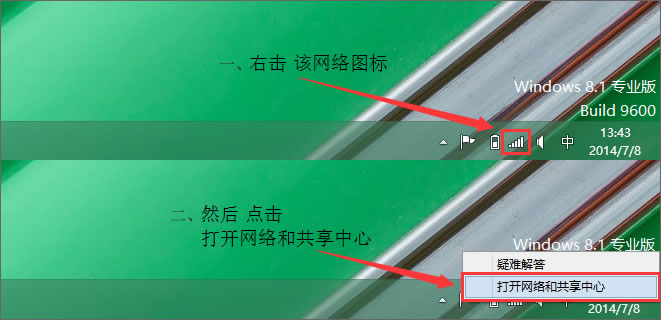 一、右击 该网络图标
Windows 8.1 专业版
Build 9600
中
13:43
2014/7/8
二、然后 点击
打开网络和共享中心
Windows 8.1 专业版
疑难解答
打开网络和共享中心
2014/7/8